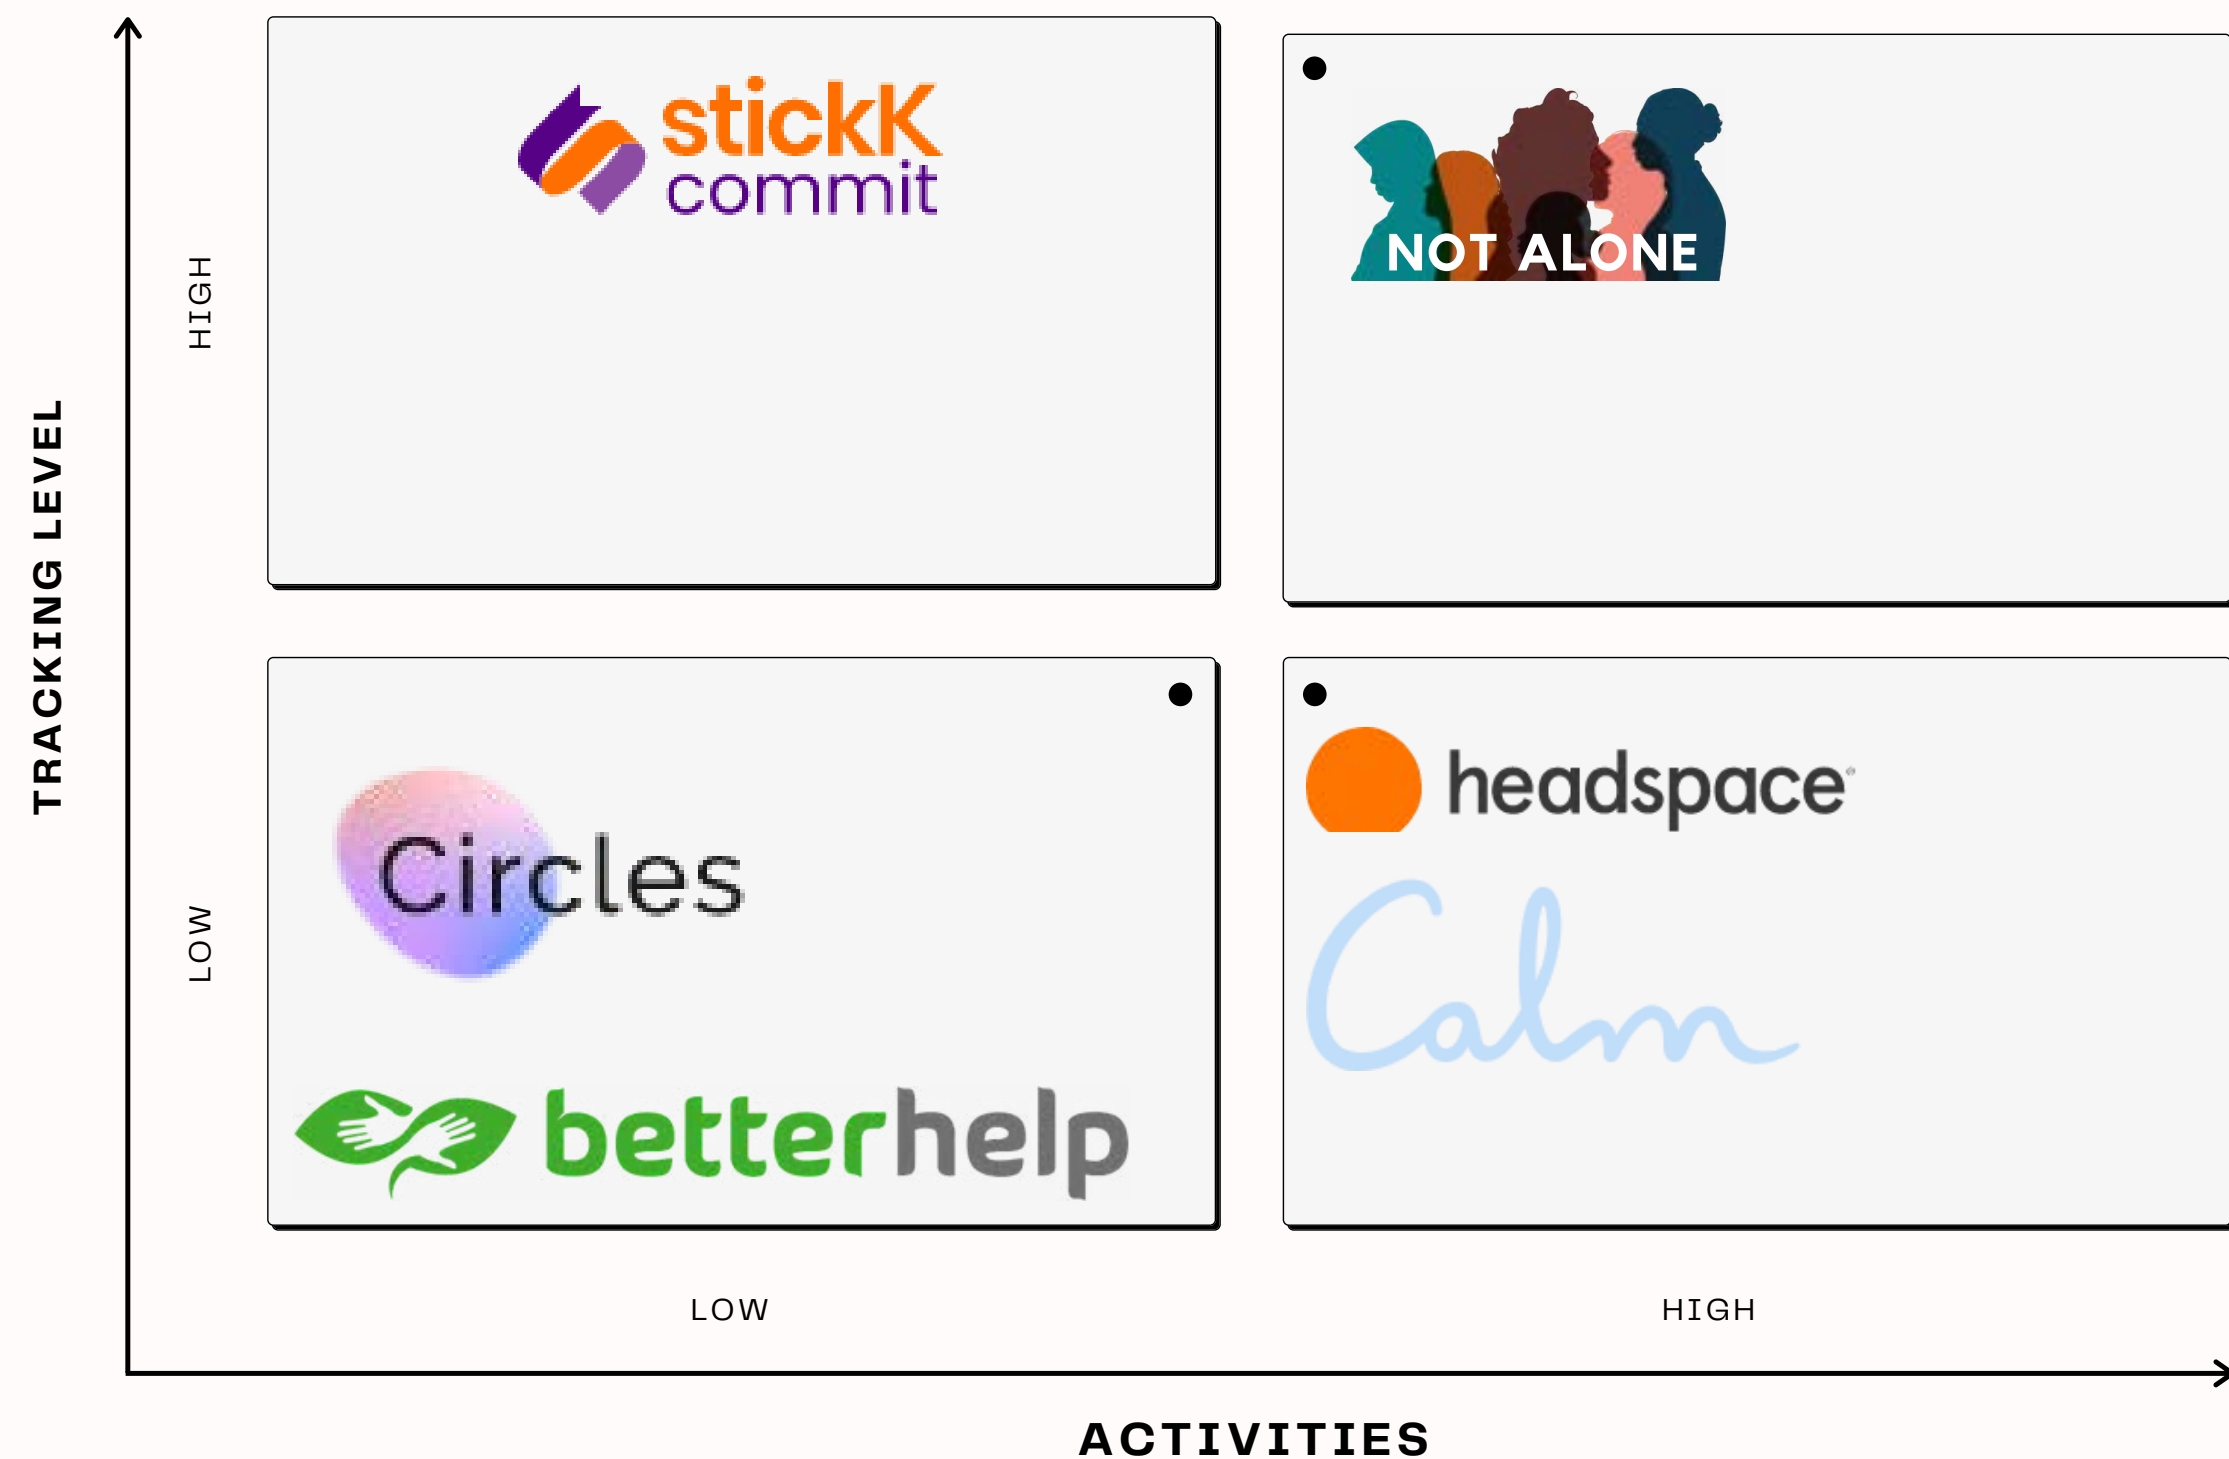 TRACKING LEVEL
HIGH
stickK
commit
NOT ALONE
LOW
Circles
betterhelp
headspace®
Calm
LOW
HIGH
ACTIVITIES